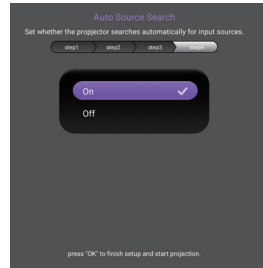 Auto Source Search
Set whether the propjector searches automatically for input sources.
step1 step2 step3 step4
On
Off
press "OK" to finish setup and start projection.